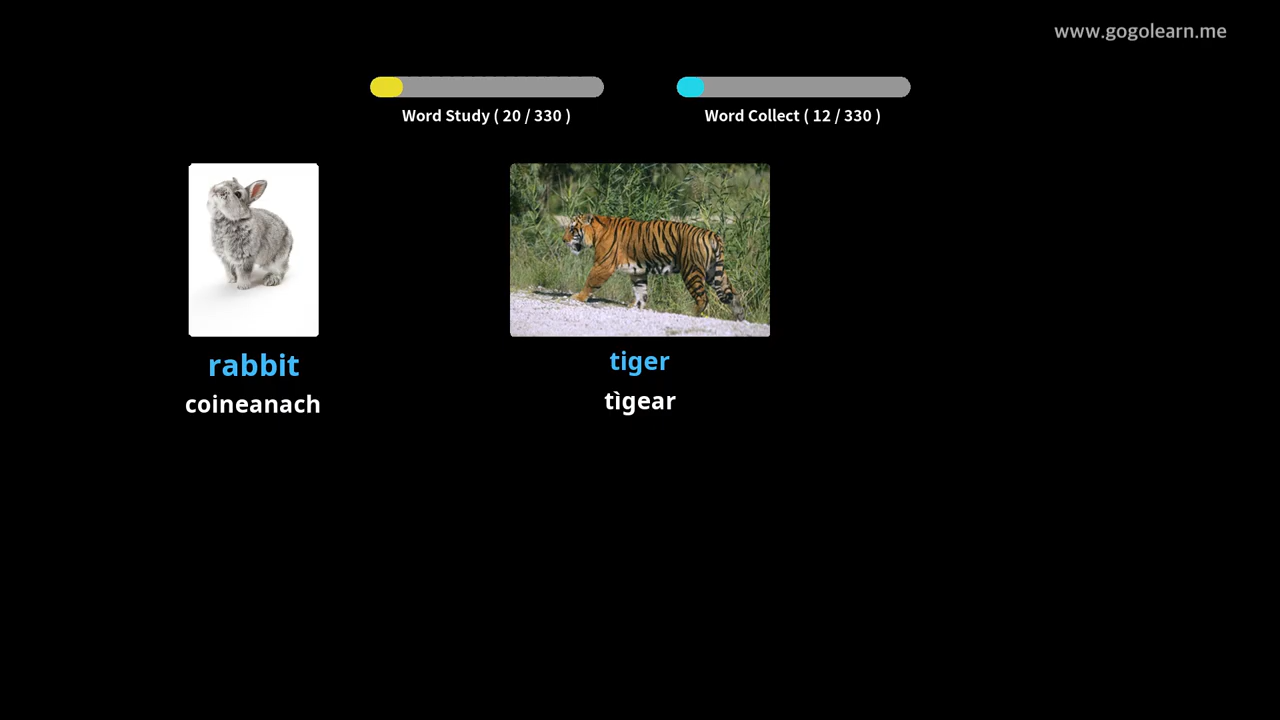 www.gogolearn.me
Word Study ( 20 / 330 )
Word Collect ( 12 / 330 )
rabbit
coineanach
tiger
tìgear